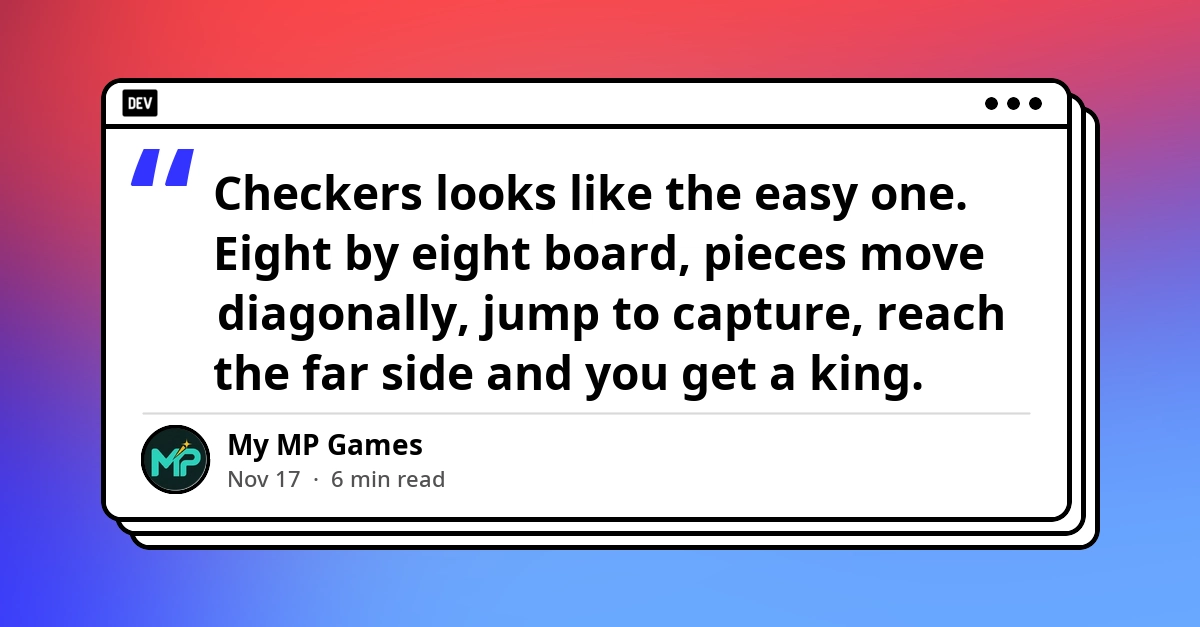 DEV
“
Checkers looks like the easy one.
Eight by eight board, pieces move
diagonally, jump to capture, reach
the far side and you get a king.
MP
My MP Games
Nov 17 · 6 min read